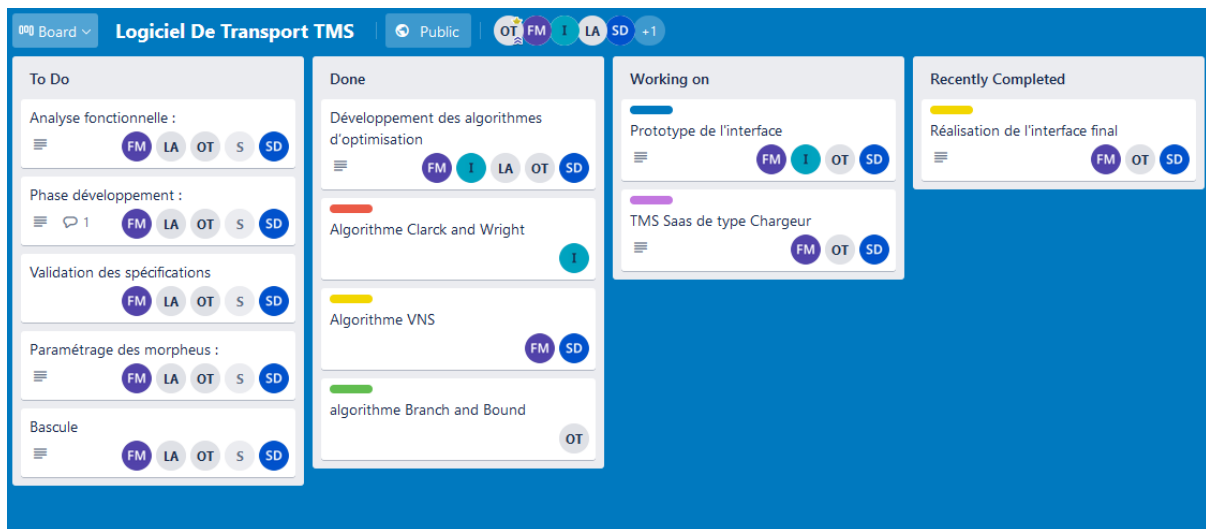 Board
Logiciel De Transport TMS
Public
OT FM I LA SD +1
To Do
Analyse fonctionnelle :
FM LA OT S SD
Phase développement :
1 FM LA OT S SD
Validation des spécifications
FM LA OT S SD
Paramétrage des morpheus :
FM LA OT S SD
Bascule
FM LA OT S SD
Done
Développement des algorithmes
d'optimisation
FM I LA OT SD
Algorithme Clarck and Wright
I
Algorithme VNS
FM SD
algorithme Branch and Bound
OT
Working on
Prototype de l'interface
FM I OT SD
TMS Saas de type Chargeur
FM OT SD
Recently Completed
Réalisation de l'interface final
FM OT SD